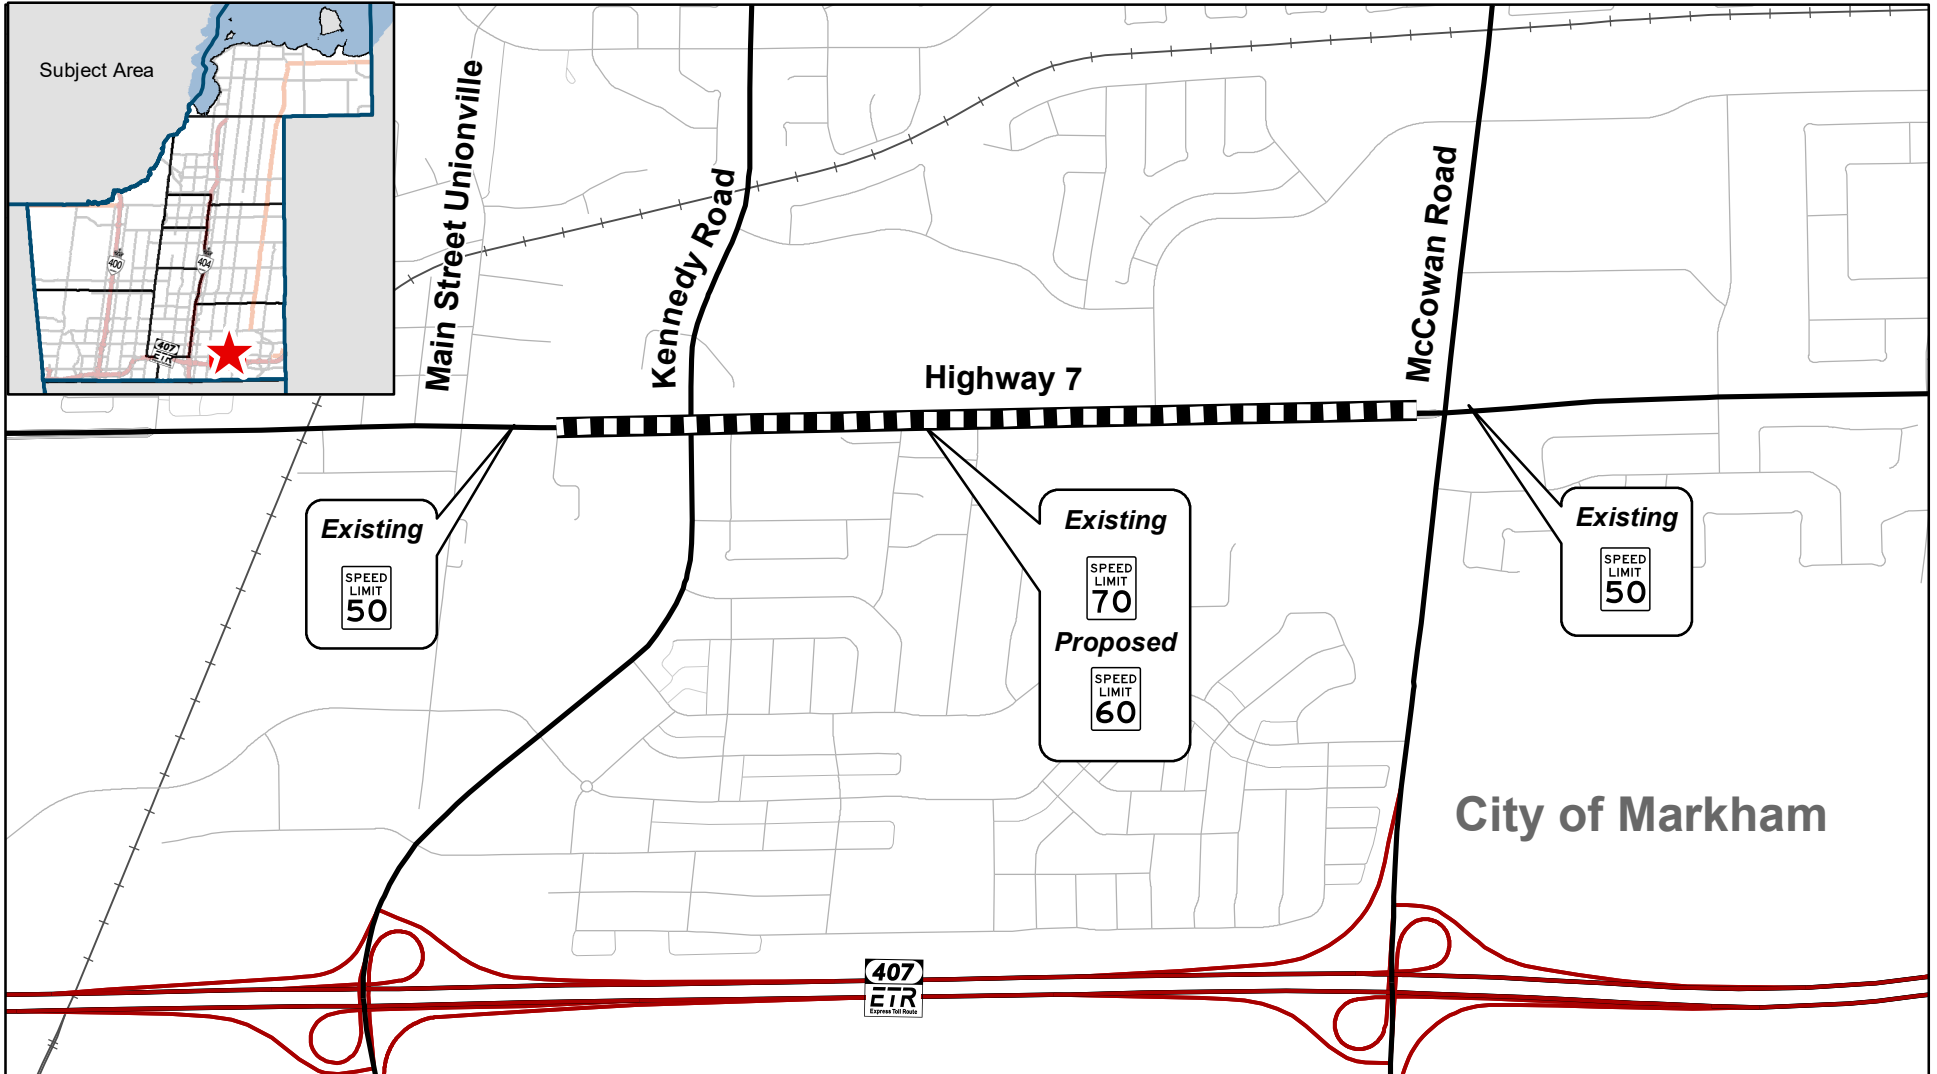 Subject Area
400
404
407
ETR
Main Street Unionville
Kennedy Road
McCowan Road
Highway 7
Existing
SPEED
LIMIT
50
Existing
SPEED
LIMIT
70
Proposed
SPEED
LIMIT
60
Existing
SPEED
LIMIT
50
City of Markham
407
ETR
Express Toll Route